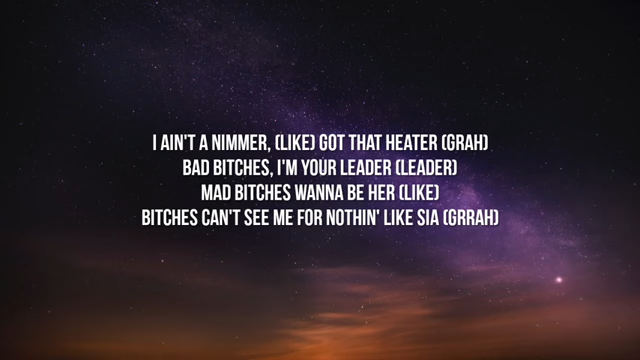 I AIN'T A NIMMER, (LIKE) GOT THAT HEATER (GRAH)
BAD BITCHES, I'M YOUR LEADER (LEADER)
MAD BITCHES WANNA BE HER (LIKE)
BITCHES CAN'T SEE ME FOR NOTHIN' LIKE SIA (GRRAH)